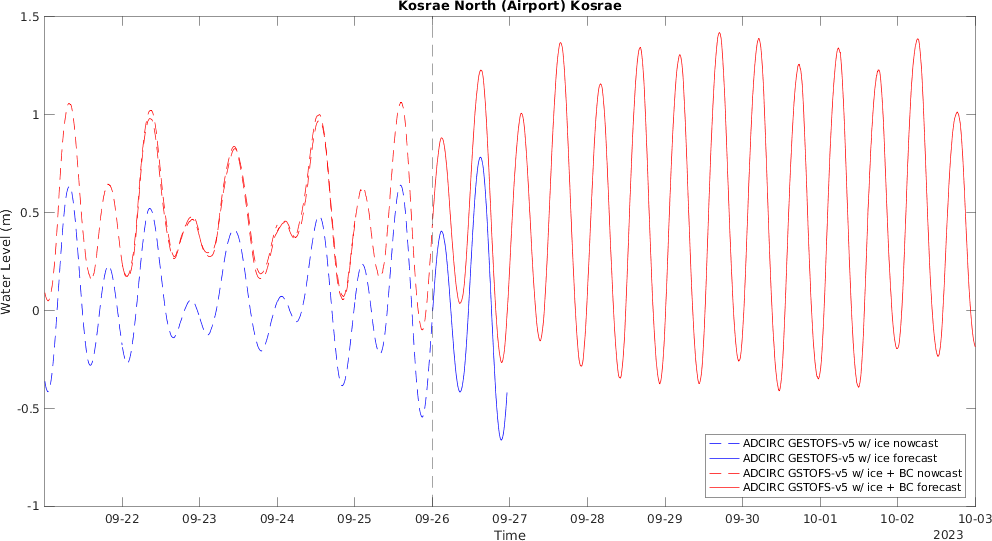 Kosrae North (Airport) Kosrae
1.5
1
0.5
0
-0.5
-1
Water Level (m)
09-22 09-23 09-24 09-25 09-26 09-27 09-28 09-29 09-30 10-01 10-02 10-03
Time
2023
ADCIRC GESTOFS-v5 w/ ice nowcast
ADCIRC GESTOFS-v5 w/ ice forecast
ADCIRC GSTOFS-v5 w/ ice + BC nowcast
ADCIRC GSTOFS-v5 w/ ice + BC forecast